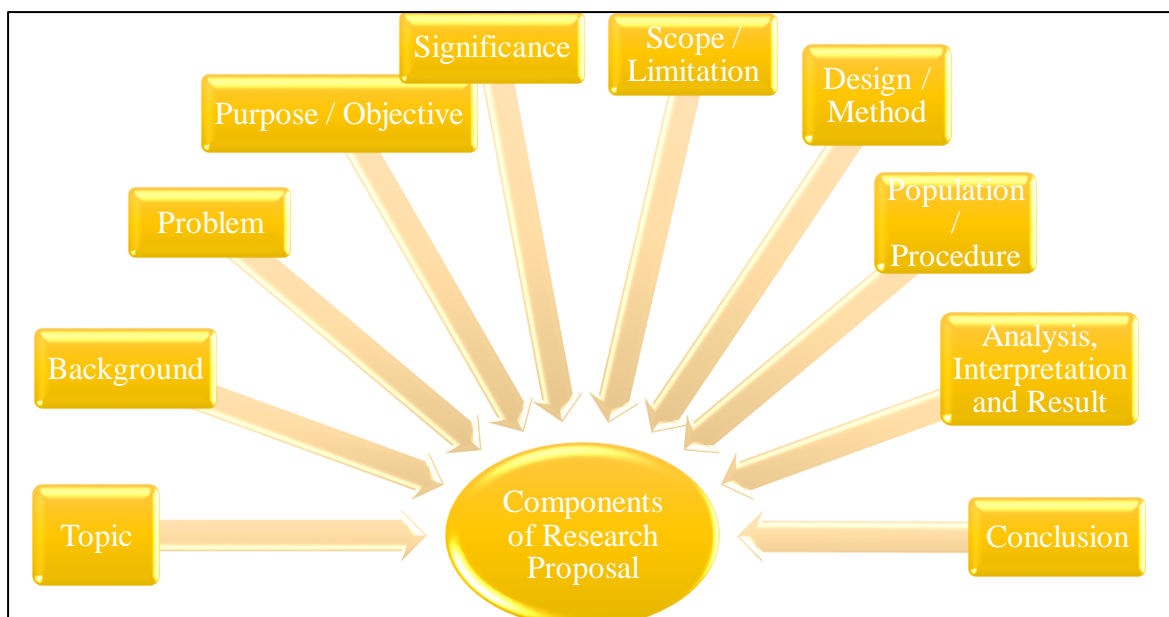 Topic
Background
Problem
Purpose / Objective
Significance
Scope /
Limitation
Design /
Method
Population
/
Procedure
Analysis,
Interpretation
and Result
Conclusion
Components
of Research
Proposal